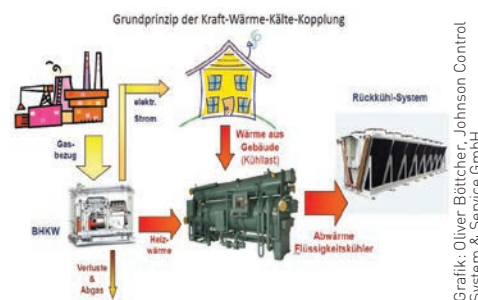 Grundprinzip der Kraft-Wärme-Kälte-Kopplung
elektr.
Strom
Rückkühl-System
Gas-
bezug
Wärme aus
Gebäude
(Kühllast)
BHKW
Heiz-
wärme
Abwärme
Flüssigkeitskühler
Verluste
&
Abgas
Grafik: Oliver Böttcher, Johnson Control
System & Service GmbH